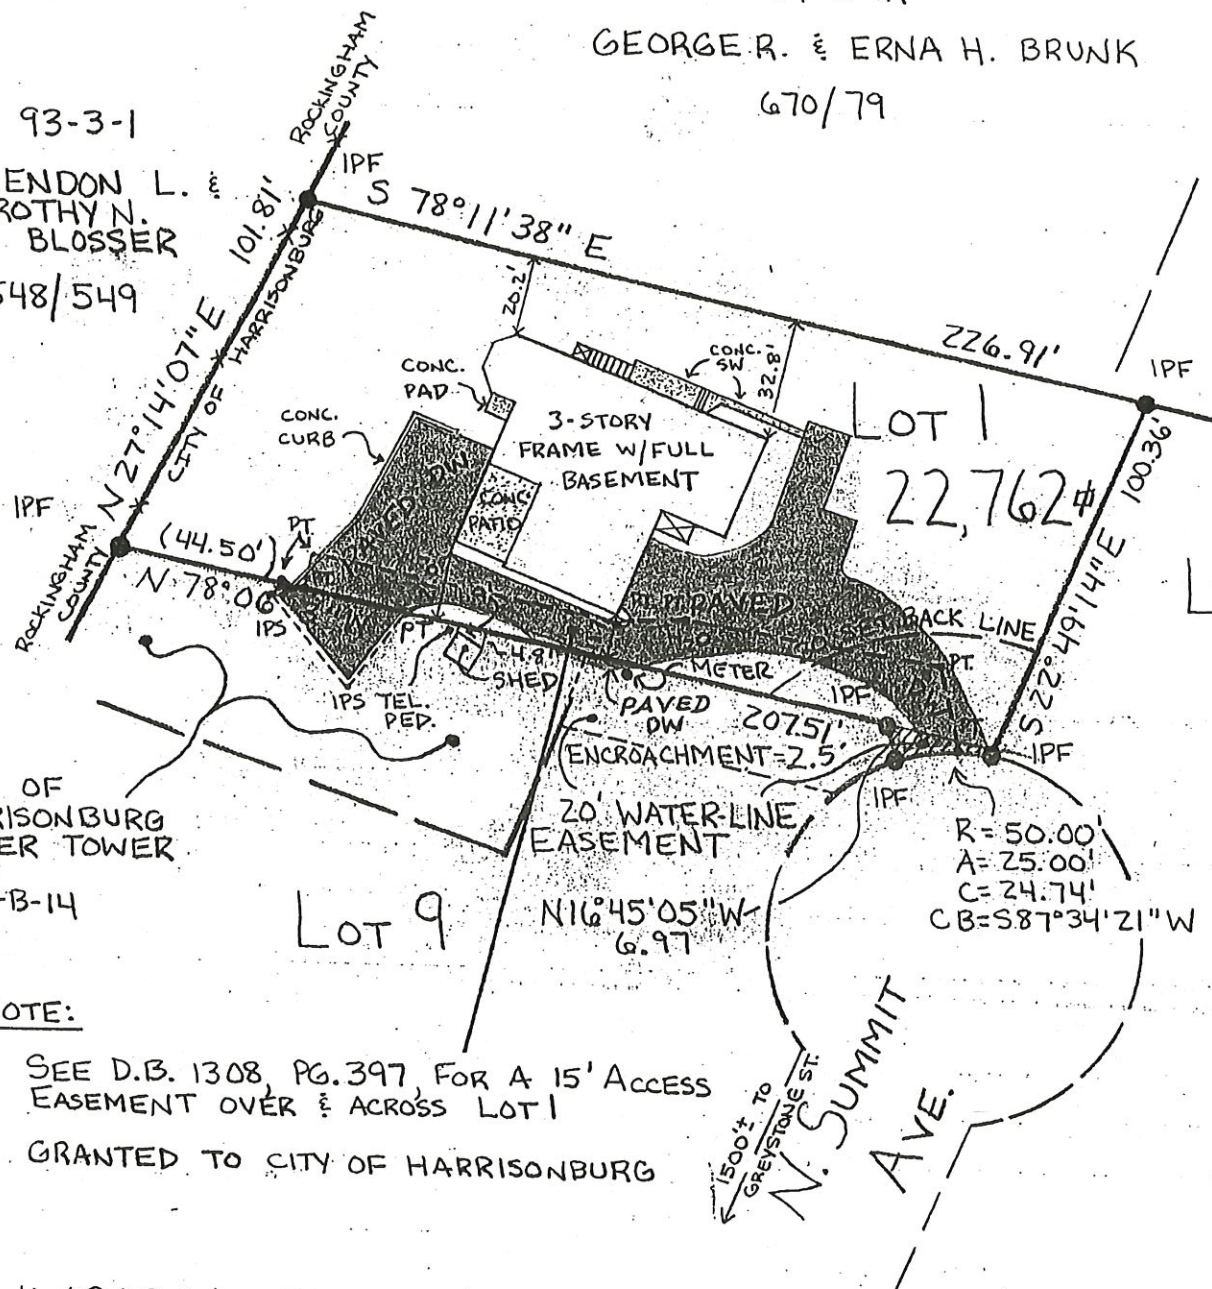 GEORGE R. & ERNA H. BRUNK
670/79
93-3-1
ENDON L. &
ROTHY N.
BLOSSER
548/549
ROCKINGHAM
COUNTY
IPF
101.81'
N 27°14'07" E
CITY OF HARRISONBURG
S 78°11'38" E
226.91'
IPF
20.2'
32.8'
CONC.
SW
CONC.
PAD
CONC.
CURB
3-STORY
FRAME W/FULL
BASEMENT
CONC.
PATIO
PAVED DW
LOT 1
22,762
100.36'
S 22°49'14" E
L
IPF
ROCKINGHAM
COUNTY
(44.50')
N 78°06'
PT
IPS
PT
PAVED
BACK LINE
PT
SHED
IPS TEL.
PED.
METER
PAVED
DW
207.51'
IPF
ENCROACHMENT=2.5'
IPF
IPF
20' WATER-LINE
EASEMENT
N16°45'05"W
6.97
R=50.00'
A=25.00'
C=24.74'
CB=S87°34'21"W
OF
RISONBURG
ER TOWER
-B-14
LOT 9
OTE:
SEE D.B. 1308, PG. 397, FOR A 15' ACCESS
EASEMENT OVER & ACROSS LOT 1
GRANTED TO CITY OF HARRISONBURG
1500'± TO
GREYSTONE ST.
N. SUMMIT
AVE.